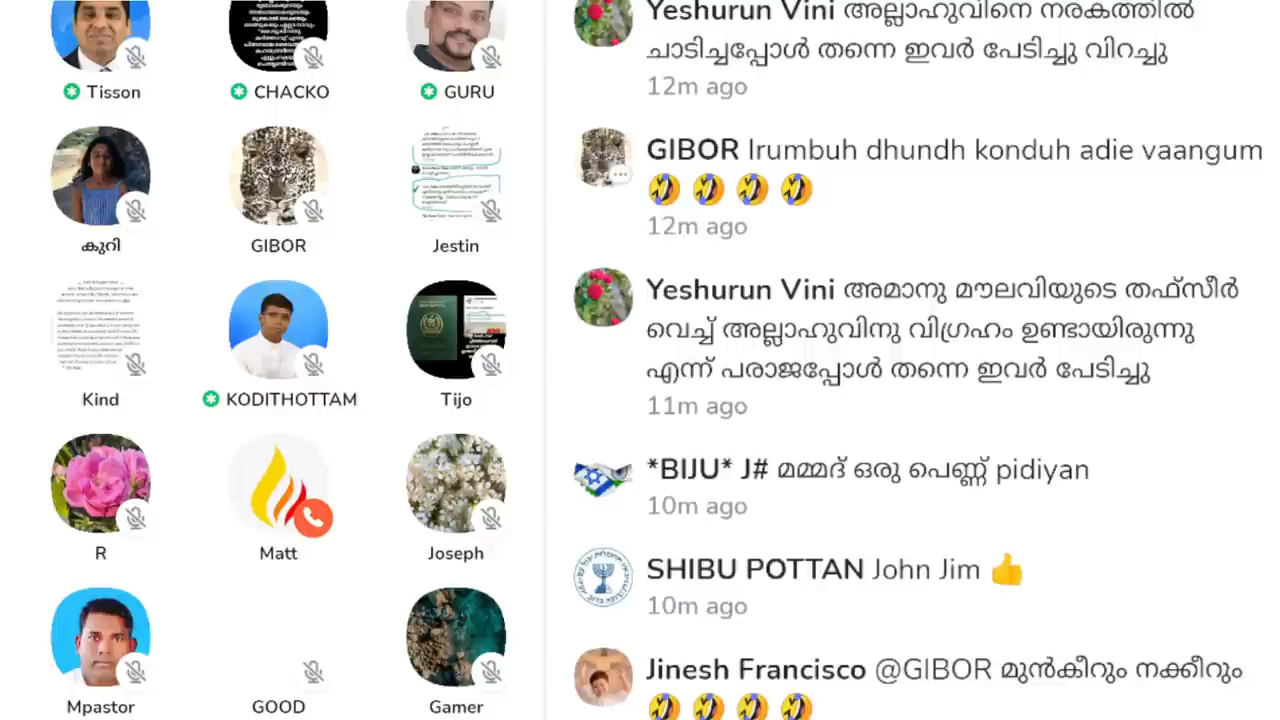 Tisson
CHACKO
GURU
കുറി
GIBOR
Jestin
Kind
KODITHOTTAM
Tijo
R
Matt
Joseph
Mpastor
GOOD
Gamer
Yeshurun Vini അല്ലാഹുവിനെ നരകത്തിൽ
ചാടിച്ചപ്പോൾ തന്നെ ഇവർ പേടിച്ചു വിറച്ചു
12m ago
GIBOR Irumbuh dhundh konduh adie vaangum
🤣 🤣 🤣 🤣
12m ago
Yeshurun Vini അമാനു മൗലവിയുടെ തഫ്സീർ
വെച്ച് അല്ലാഹുവിനു വിഗ്രഹം ഉണ്ടായിരുന്നു
എന്ന് പരാജപ്പോൾ തന്നെ ഇവർ പേടിച്ചു
11m ago
*BIJU* J# മമ്മദ് ഒരു പെണ്ണ് pidiyan
10m ago
SHIBU POTTAN John Jim 👍
10m ago
Jinesh Francisco @GIBOR മുൻകീറും നക്കീറും
🤣 🤣 🤣 🤣